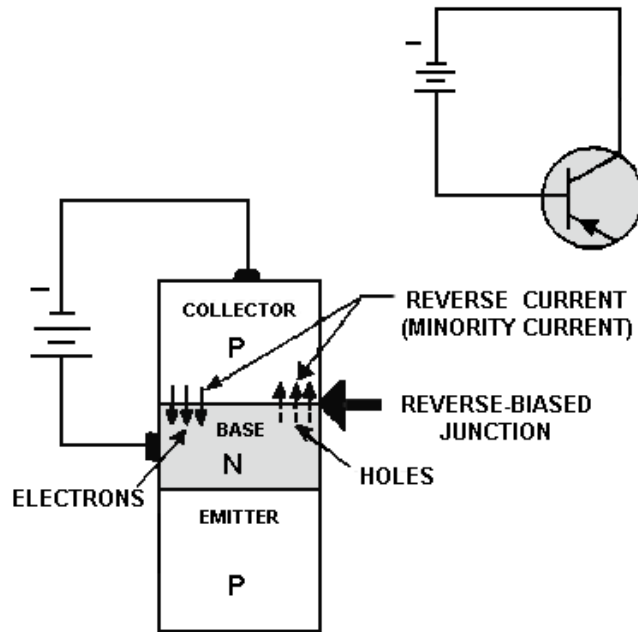 −
−
COLLECTOR
P
REVERSE CURRENT
(MINORITY CURRENT)
REVERSE-BIASED
JUNCTION
BASE
N
ELECTRONS
HOLES
EMITTER
P